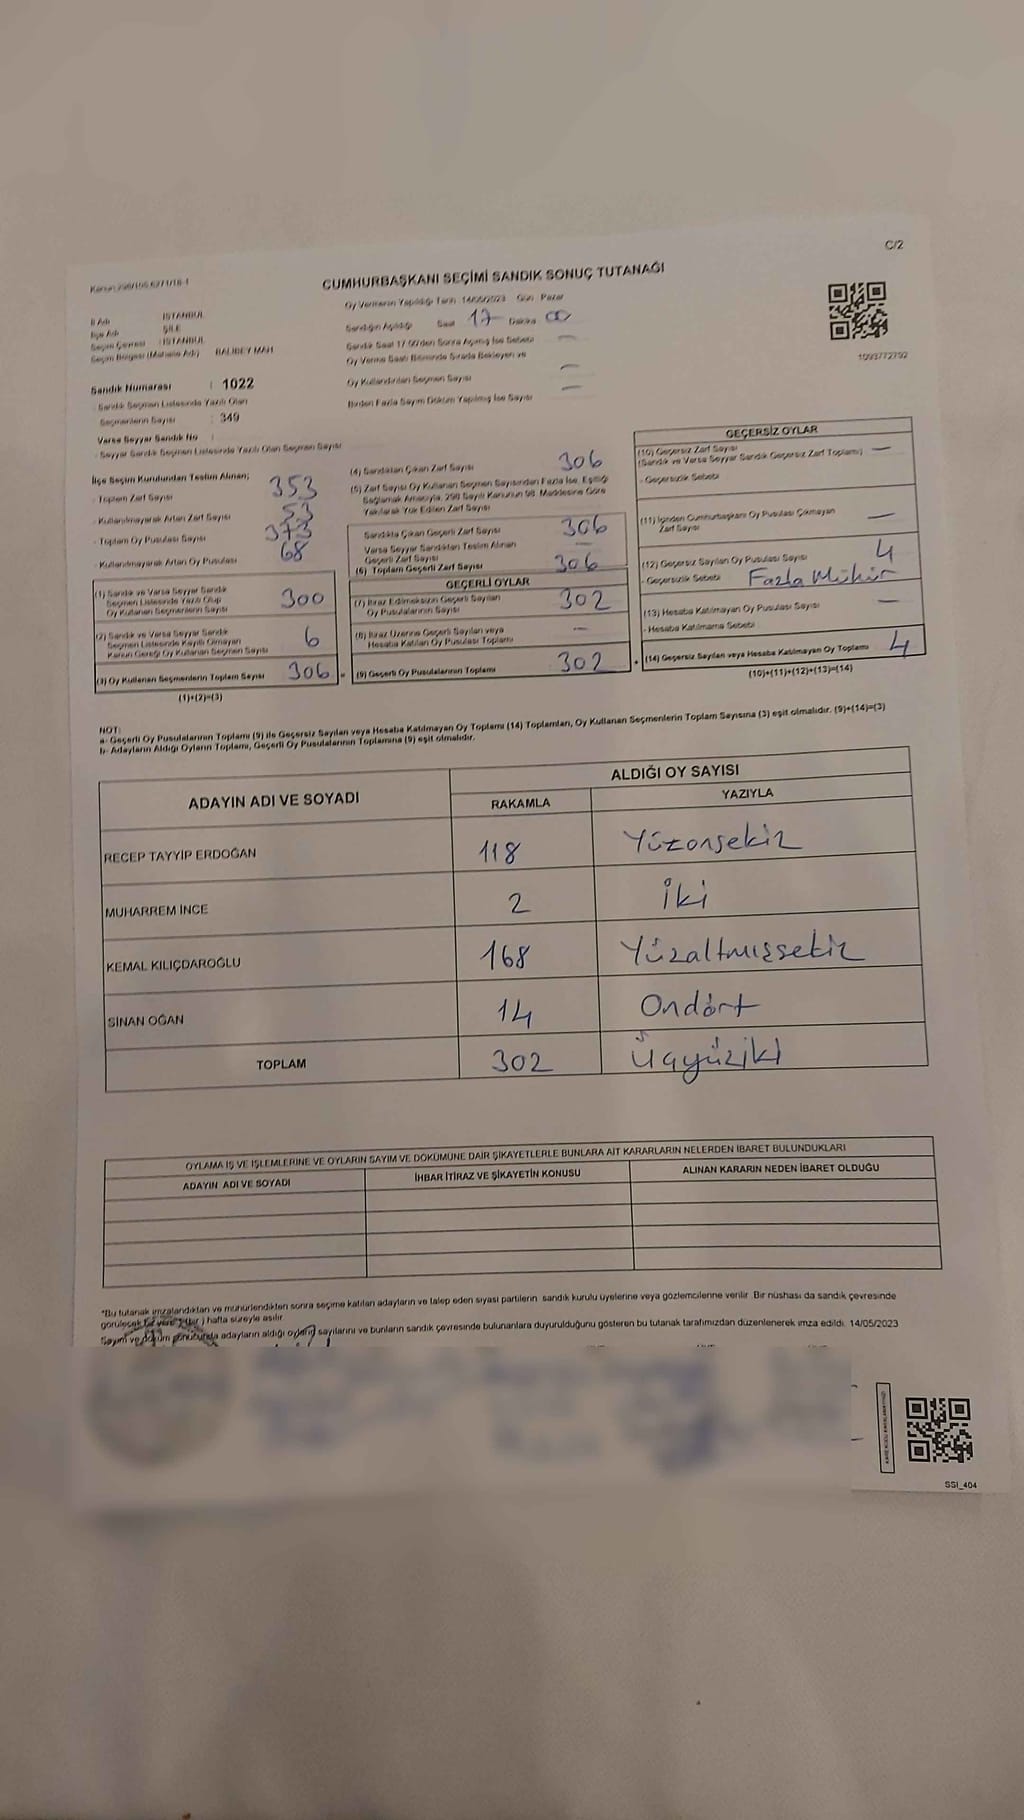 C/2
CUMHURBAŞKANI SEÇİMİ SANDIK SONUÇ TUTANAĞI
Oy Vermenin Yapıldığı Tarih 14/05/2023 Gün Pazar
İl Adı : İSTANBUL
İlçe Adı : ŞİLE
Seçim Çevresi : İSTANBUL
Seçim Bölgesi (Mahalle Adı) : BALİBEY MAH
Sandığın Açıldığı Saat 17 Dakika 00
Sandık Saat 17:00'den Sonra Açılmış İse Sebebi —
Oy Verme Saati Bitiminde Sırada Bekleyen ve
Oy Kullandırılan Seçmen Sayısı —
Birden Fazla Sayım Döküm Yapılmış İse Sayısı —
1093772792
Sandık Numarası : 1022
- Sandık Seçmen Listesinde Yazılı Olan
Seçmenlerin Sayısı : 349
Varsa Seyyar Sandık No :
- Seyyar Sandık Seçmen Listesinde Yazılı Olan Seçmen Sayısı
İlçe Seçim Kurulundan Teslim Alınan;
- Toplam Zarf Sayısı 353
- Kullanılmayarak Artan Zarf Sayısı 53
- Toplam Oy Pusulası Sayısı 373
- Kullanılmayarak Artan Oy Pusulası 68
(1) Sandık ve Varsa Seyyar Sandık
Seçmen Listesinde Yazılı Olup
Oy Kullanan Seçmenlerin Sayısı 300
(2) Sandık ve Varsa Seyyar Sandık
Seçmen Listesinde Kayıtlı Olmayan
Kanun Gereği Oy Kullanan Seçmen Sayısı 6
(3) Oy Kullanan Seçmenlerin Toplam Sayısı 306
(1)+(2)=(3)
(4) Sandıktan Çıkan Zarf Sayısı 306
(5) Zarf Sayısı Oy Kullanan Seçmen Sayısından Fazla İse, Eşitliği
Sağlamak Amacıyla, 298 Sayılı Kanunun 98. Maddesine Göre
Yakılarak Yok Edilen Zarf Sayısı
Sandıkta Çıkan Geçerli Zarf Sayısı 306
Varsa Seyyar Sandıktan Teslim Alınan
Geçerli Zarf Sayısı —
(6) Toplam Geçerli Zarf Sayısı 306
GEÇERLİ OYLAR
(7) İtiraz Edilmeksizin Geçerli Sayılan
Oy Pusulalarının Sayısı 302
(8) İtiraz Üzerine Geçerli Sayılan veya
Hesaba Katılan Oy Pusulası Toplamı —
(9) Geçerli Oy Pusulalarının Toplamı 302
GEÇERSİZ OYLAR
(10) Geçersiz Zarf Sayısı —
(Sandık ve Varsa Seyyar Sandık Geçersiz Zarf Toplamı)
- Geçersizlik Sebebi
(11) İçinden Cumhurbaşkanı Oy Pusulası Çıkmayan
Zarf Sayısı —
(12) Geçersiz Sayılan Oy Pusulası Sayısı 4
- Geçersizlik Sebebi Fazla Mühür
(13) Hesaba Katılmayan Oy Pusulası Sayısı —
- Hesaba Katılmama Sebebi
(14) Geçersiz Sayılan veya Hesaba Katılmayan Oy Toplamı 4
(10)+(11)+(12)+(13)=(14)
NOT:
a- Geçerli Oy Pusulalarının Toplamı (9) ile Geçersiz Sayılan veya Hesaba Katılmayan Oy Toplamı (14) Toplamları, Oy Kullanan Seçmenlerin Toplam Sayısına (3) eşit olmalıdır. (9)+(14)=(3)
b- Adayların Aldığı Oyların Toplamı, Geçerli Oy Pusulalarının Toplamına (9) eşit olmalıdır.
ADAYIN ADI VE SOYADI
ALDIĞI OY SAYISI
RAKAMLA YAZIYLA
RECEP TAYYİP ERDOĞAN 118 Yüzonsekiz
MUHARREM İNCE 2 İki
KEMAL KILIÇDAROĞLU 168 Yüzaltmışsekiz
SİNAN OĞAN 14 Ondört
TOPLAM 302 Üçyüziki
OYLAMA İŞ VE İŞLEMLERİNE VE OYLARIN SAYIM VE DÖKÜMÜNE DAİR ŞİKAYETLERLE BUNLARA AİT KARARLARIN NELERDEN İBARET BULUNDUKLARI
ADAYIN ADI VE SOYADI İHBAR İTİRAZ VE ŞİKAYETİN KONUSU ALINAN KARARIN NEDEN İBARET OLDUĞU
*Bu tutanak imzalandıktan ve mühürlendikten sonra seçime katılan adayların ve talep eden siyasi partilerin sandık kurulu üyelerine veya gözlemcilerine verilir. Bir nüshası da sandık çevresinde
görülecek bir yere (bir) hafta süreyle asılır
Sayım ve döküm sonucunda adayların aldığı oyların sayılarını ve bunların sandık çevresinde bulunanlara duyurulduğunu gösteren bu tutanak tarafımızdan düzenlenerek imza edildi. 14/05/2023
SSI_404